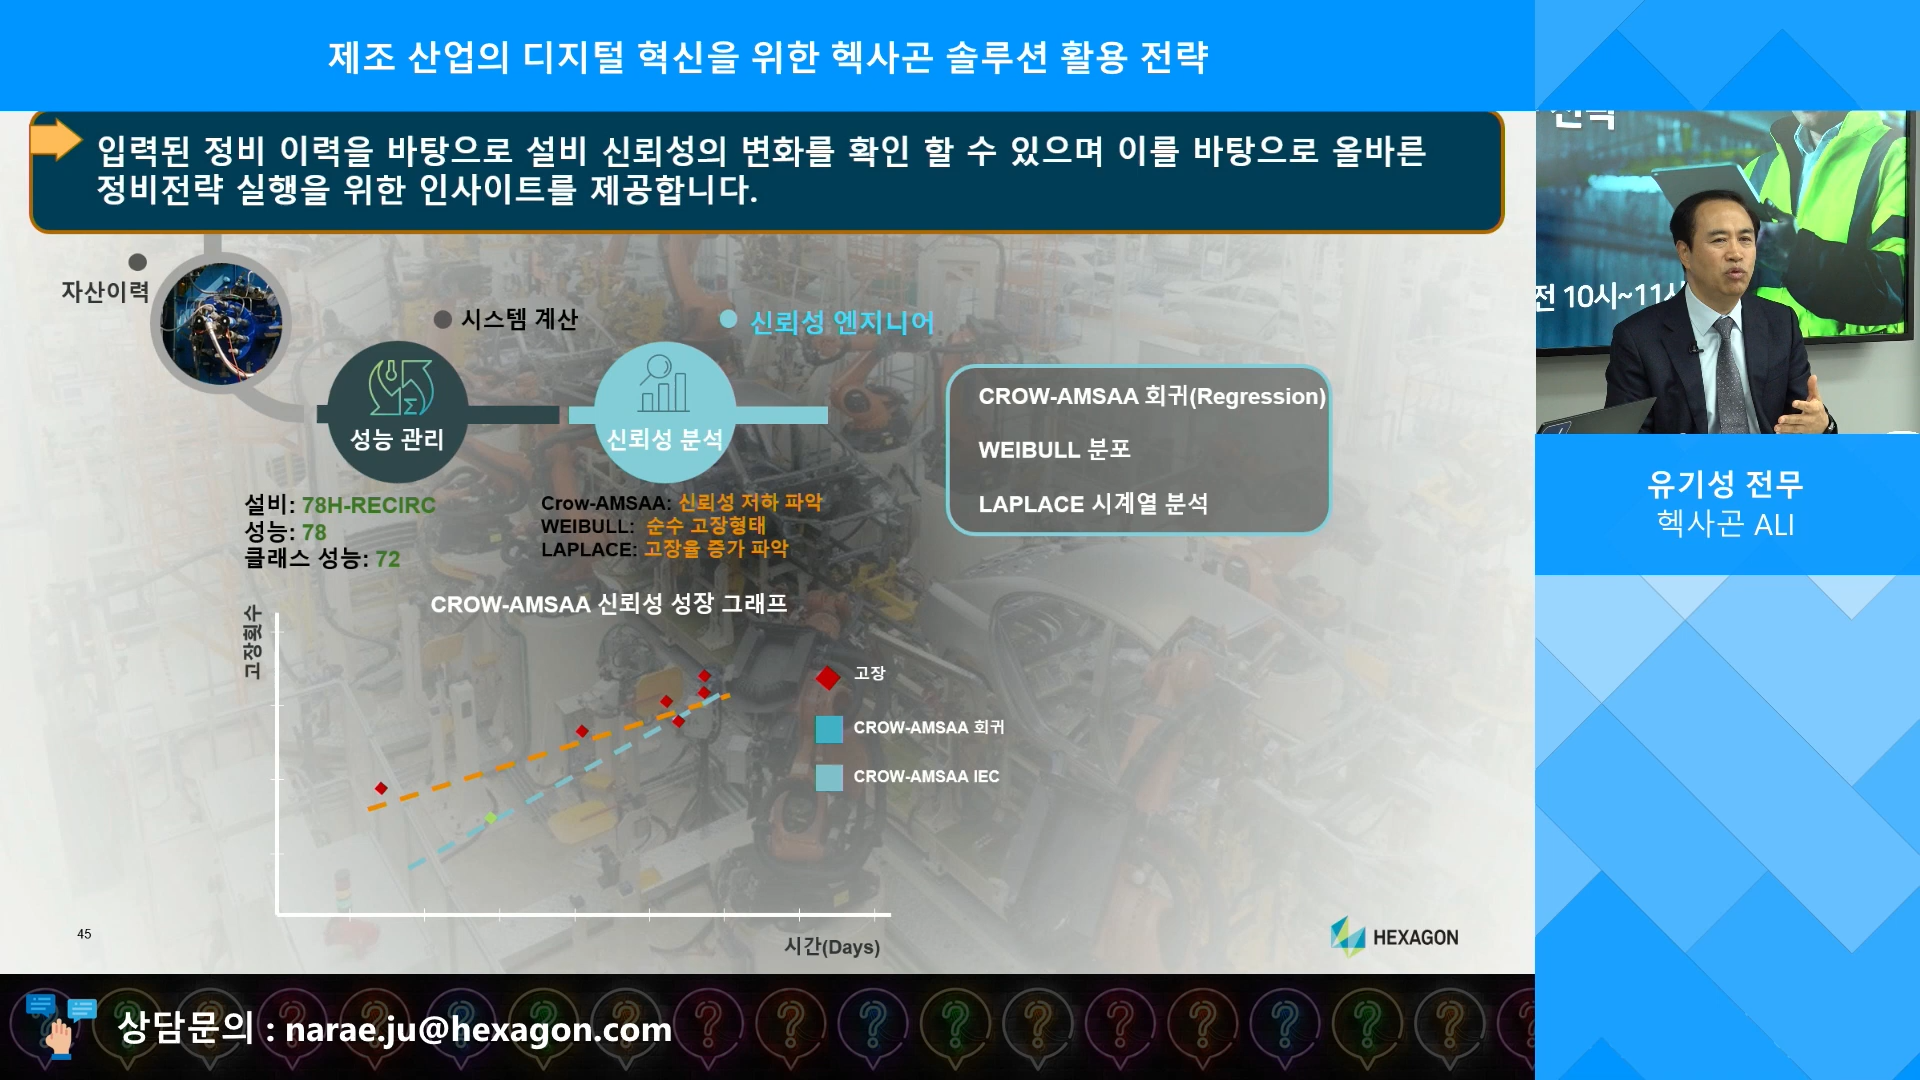 제조 산업의 디지털 혁신을 위한 헥사곤 솔루션 활용 전략
입력된 정비 이력을 바탕으로 설비 신뢰성의 변화를 확인 할 수 있으며 이를 바탕으로 올바른
정비전략 실행을 위한 인사이트를 제공합니다.
자산이력
시스템 계산
신뢰성 엔지니어
성능 관리
신뢰성 분석
설비: 78H-RECIRC
성능: 78
클래스 성능: 72
Crow-AMSAA: 신뢰성 저하 파악
WEIBULL: 순수 고장형태
LAPLACE: 고장율 증가 파악
CROW-AMSAA 회귀(Regression)
WEIBULL 분포
LAPLACE 시계열 분석
CROW-AMSAA 신뢰성 성장 그래프
고장횟수
고장
CROW-AMSAA 회귀
CROW-AMSAA IEC
시간(Days)
45
HEXAGON
전략
전 10시~11시
유기성 전무
헥사곤 ALI
상담문의 : narae.ju@hexagon.com